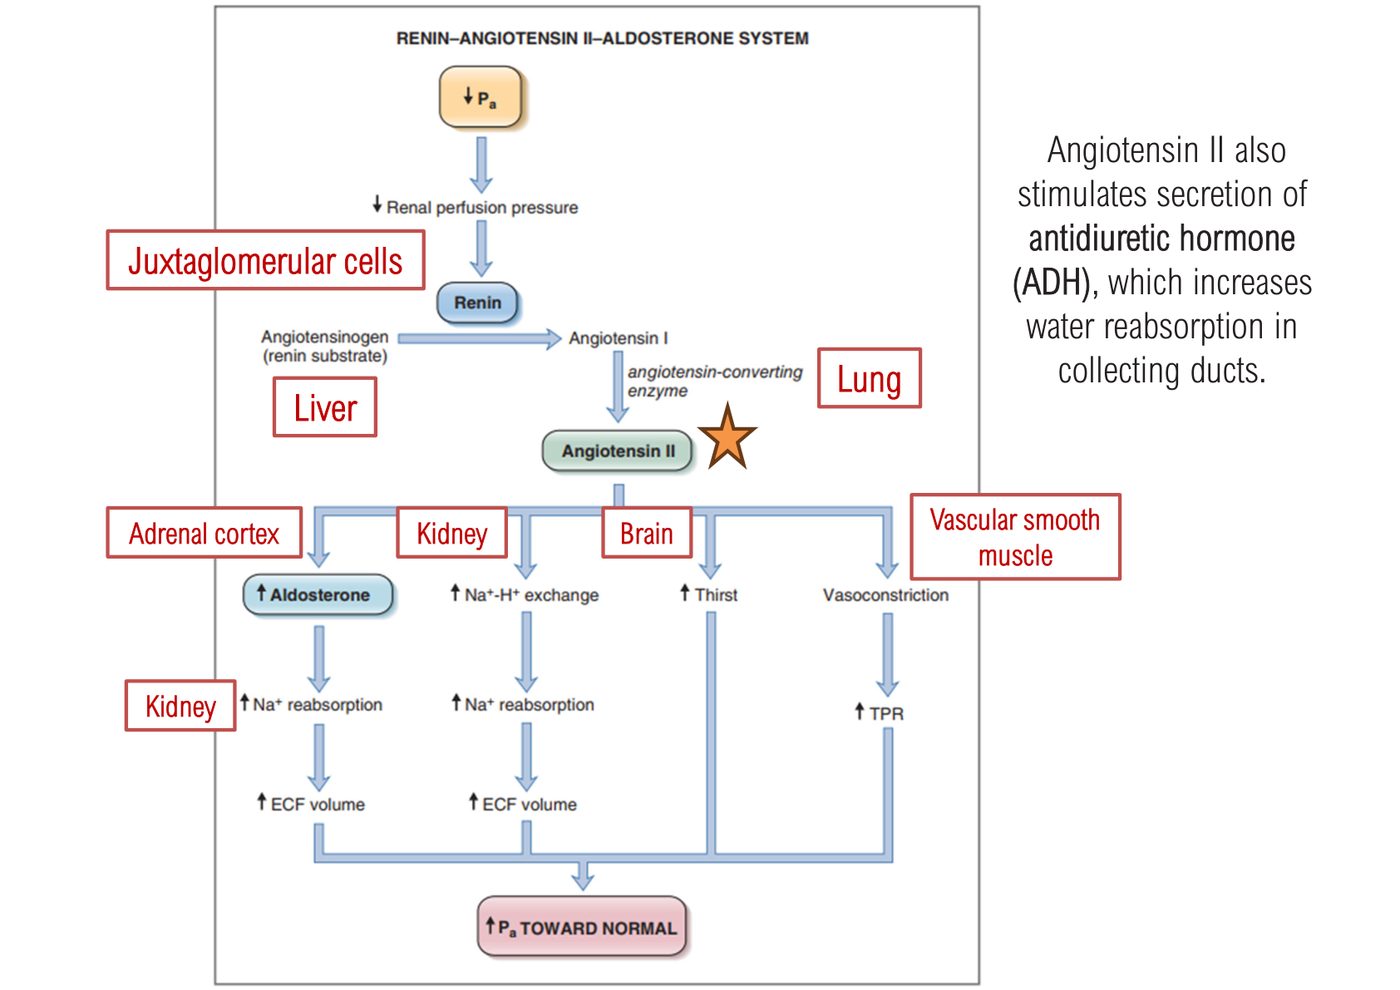 RENIN–ANGIOTENSIN II–ALDOSTERONE SYSTEM
↓ Pa
↓ Renal perfusion pressure
Juxtaglomerular cells
Renin
Angiotensinogen
(renin substrate)
Angiotensin I
Liver
angiotensin-converting
enzyme
Lung
Angiotensin II
Adrenal cortex
Kidney
Brain
Vascular smooth
muscle
↑ Aldosterone
↑ Na⁺-H⁺ exchange
↑ Thirst
Vasoconstriction
Kidney
↑ Na⁺ reabsorption
↑ Na⁺ reabsorption
↑ TPR
↑ ECF volume
↑ ECF volume
↑ Pa TOWARD NORMAL
Angiotensin II also
stimulates secretion of
antidiuretic hormone
(ADH), which increases
water reabsorption in
collecting ducts.